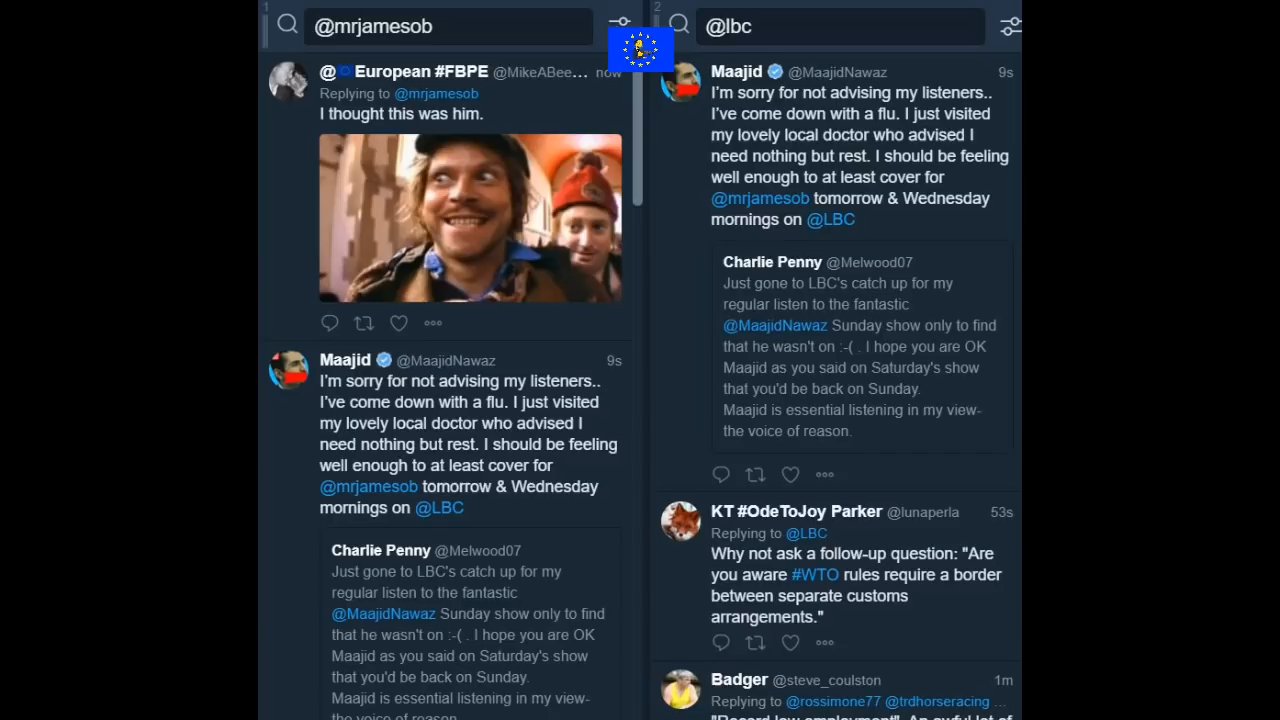 1
@mrjamesob
@ European #FBPE @MikeABee... now
Replying to @mrjamesob
I thought this was him.
Maajid @MaajidNawaz 9s
I'm sorry for not advising my listeners..
I've come down with a flu. I just visited
my lovely local doctor who advised I
need nothing but rest. I should be feeling
well enough to at least cover for
@mrjamesob tomorrow & Wednesday
mornings on @LBC
Charlie Penny @Melwood07
Just gone to LBC's catch up for my
regular listen to the fantastic
@MaajidNawaz Sunday show only to find
that he wasn't on :-( . I hope you are OK
Maajid as you said on Saturday's show
that you'd be back on Sunday.
Maajid is essential listening in my view-
the voice of reason.
2
@lbc
Maajid @MaajidNawaz 9s
I'm sorry for not advising my listeners..
I've come down with a flu. I just visited
my lovely local doctor who advised I
need nothing but rest. I should be feeling
well enough to at least cover for
@mrjamesob tomorrow & Wednesday
mornings on @LBC
Charlie Penny @Melwood07
Just gone to LBC's catch up for my
regular listen to the fantastic
@MaajidNawaz Sunday show only to find
that he wasn't on :-( . I hope you are OK
Maajid as you said on Saturday's show
that you'd be back on Sunday.
Maajid is essential listening in my view-
the voice of reason.
KT #OdeToJoy Parker @lunaperla 53s
Replying to @LBC
Why not ask a follow-up question: "Are
you aware #WTO rules require a border
between separate customs
arrangements."
Badger @steve_coulston 1m
Replying to @rossimone77 @trdhorseracing ...
"Record low employment". An awful lot of